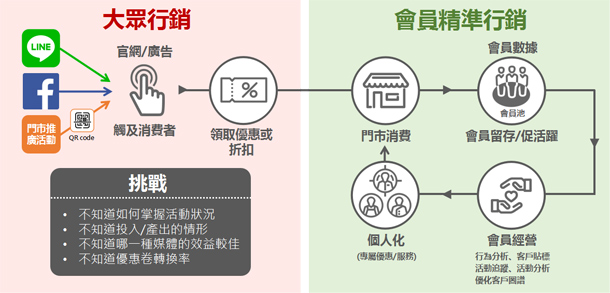 大眾行銷
LINE
門市推
廣活動
QR code
官網/廣告
觸及消費者
%
領取優惠或
折扣
挑戰
• 不知道如何掌握活動狀況
• 不知道投入/產出的情形
• 不知道哪一種媒體的效益較佳
• 不知道優惠卷轉換率
會員精準行銷
門市消費
會員數據
會員池
會員留存/促活躍
個人化
(專屬優惠/服務)
會員經營
行為分析、客戶貼標
活動追蹤、活動分析
優化客戶圖譜